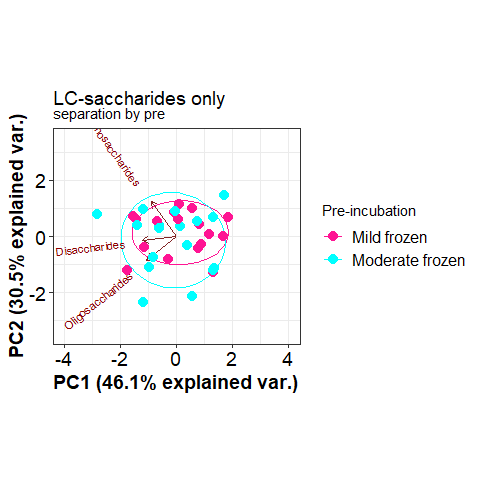 LC-saccharides only
separation by pre
PC2 (30.5% explained var.)
2
0
-2
nosaccharides
Disaccharides
Oligosaccharides
-4
-2
0
2
4
PC1 (46.1% explained var.)
Pre-incubation
Mild frozen
Moderate frozen